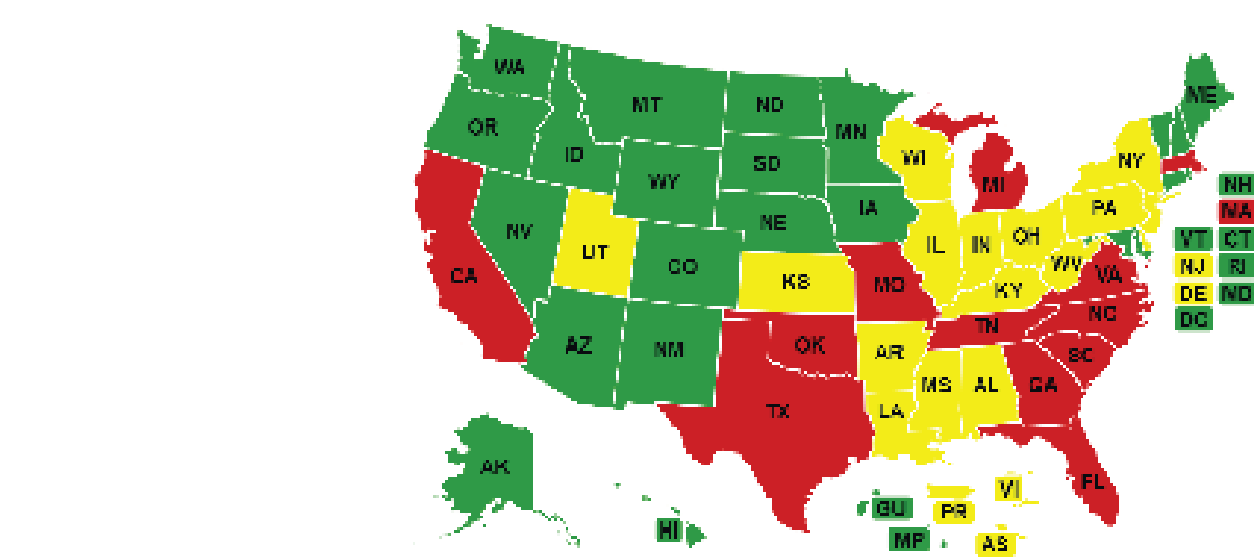 WA
ME
MT
ND
OR
MN
ID
WI
NY
SD
WY
MI
NH
IA
PA
MA
NE
NV
OH
VT
CT
UT
IL
IN
CO
WV
NJ
RI
CA
KS
MO
KY
VA
DE
MD
NC
DC
TN
AZ
NM
OK
AR
SC
MS
AL
GA
TX
LA
AK
FL
VI
GU
PR
HI
MP
AS